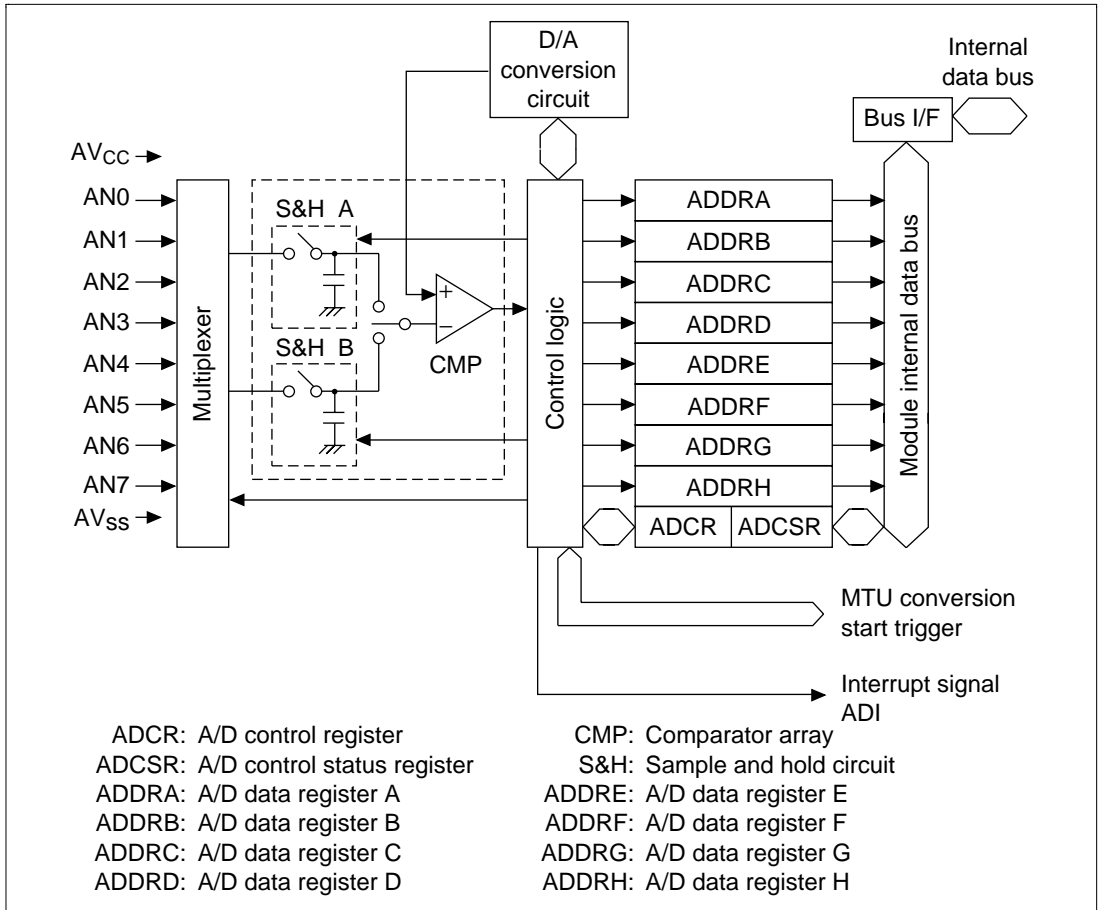 D/A
conversion
circuit
Internal
data bus
Bus I/F
AVCC
AN0
AN1
AN2
AN3
AN4
AN5
AN6
AN7
AVSS
Multiplexer
S&H A
S&H B
+
−
CMP
Control logic
ADDRA
ADDRB
ADDRC
ADDRD
ADDRE
ADDRF
ADDRG
ADDRH
ADCR
ADCSR
Module internal data bus
MTU conversion
start trigger
Interrupt signal
ADI
ADCR: A/D control register
ADCSR: A/D control status register
ADDRA: A/D data register A
ADDRB: A/D data register B
ADDRC: A/D data register C
ADDRD: A/D data register D
CMP: Comparator array
S&H: Sample and hold circuit
ADDRE: A/D data register E
ADDRF: A/D data register F
ADDRG: A/D data register G
ADDRH: A/D data register H